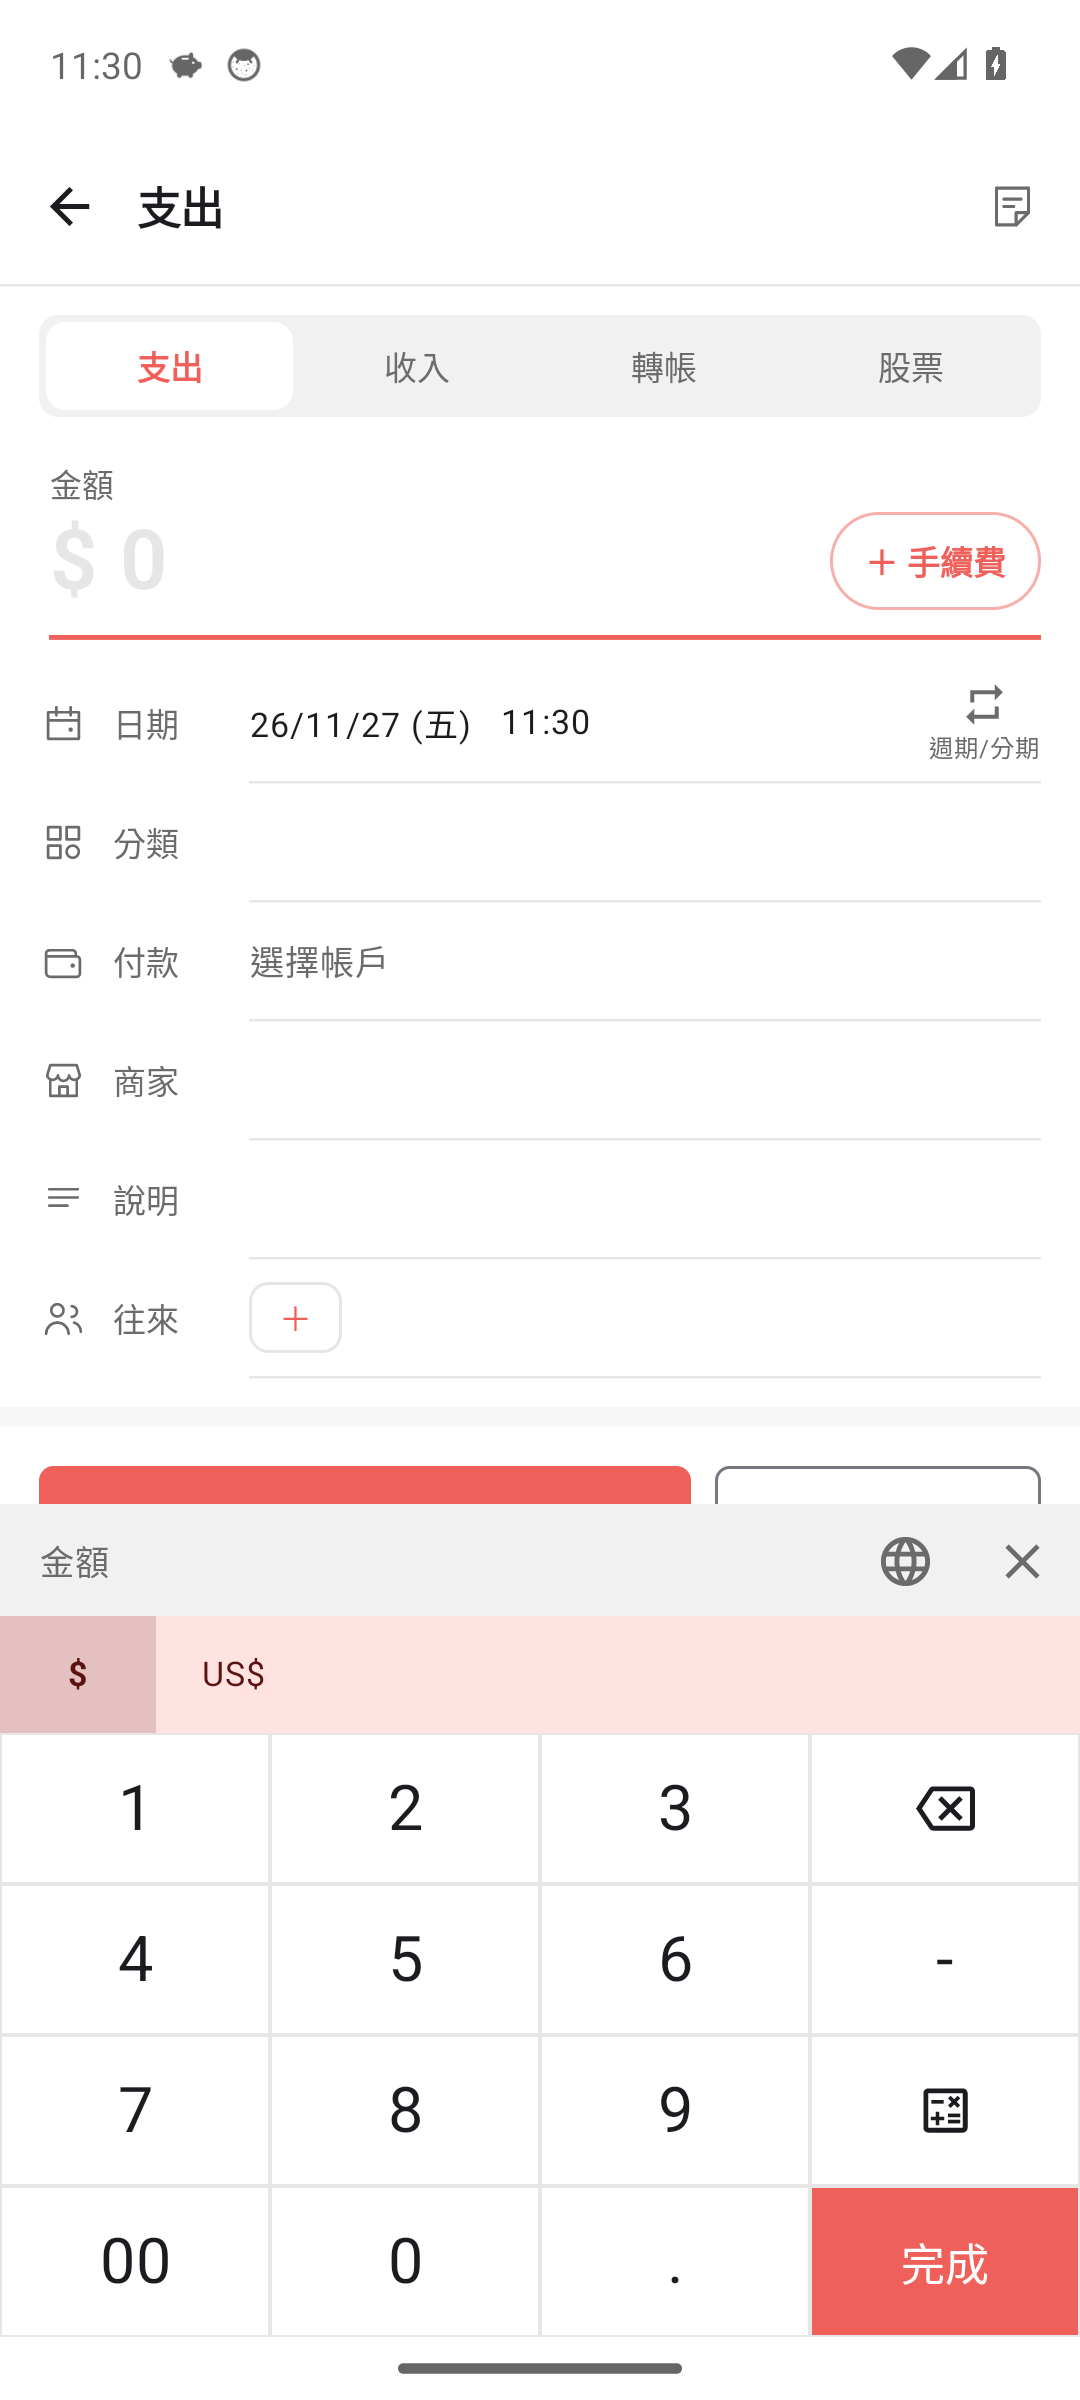 11:30
支出
支出 收入 轉帳 股票
金額
$ 0
+ 手續費
日期 26/11/27 (五) 11:30
週期/分期
分類
付款 選擇帳戶
商家
說明
往來 +
金額
$ US$
1 2 3
4 5 6 -
7 8 9
00 0 . 完成